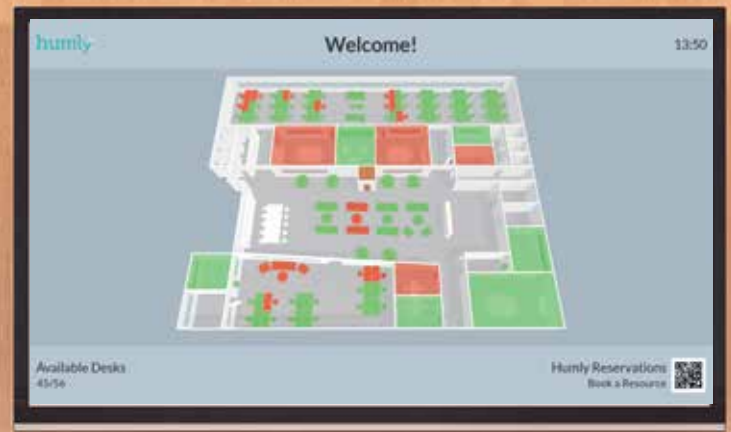 humly
Welcome!
13:50
Available Desks
45/56
Humly Reservations
Book a Resource